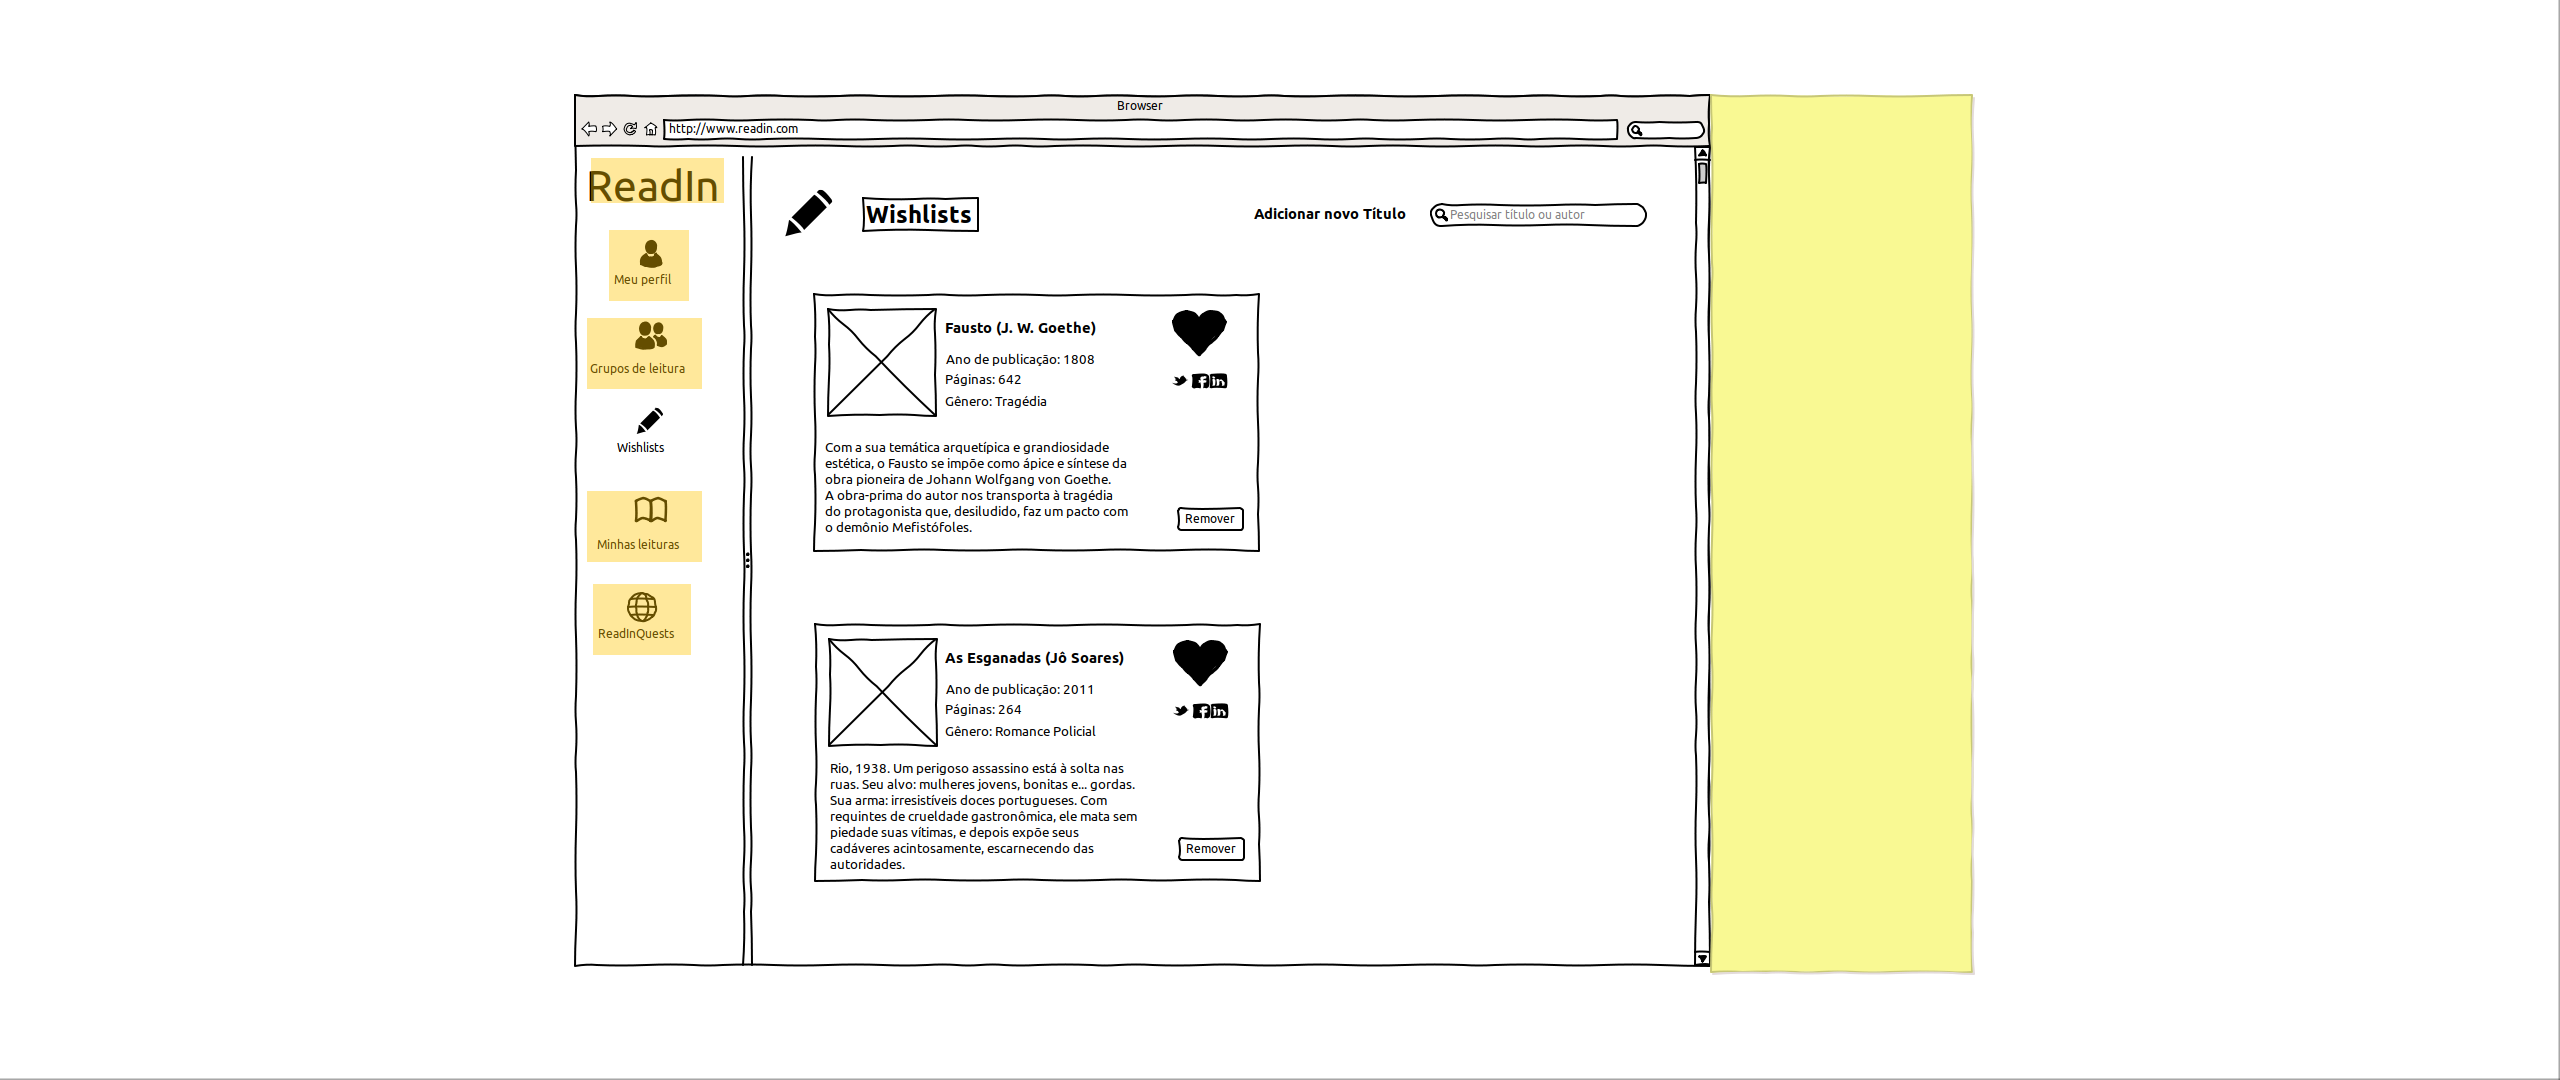 Browser
http://www.readin.com
ReadIn
Meu perfil
Grupos de leitura
Wishlists
Minhas leituras
ReadInQuests
Wishlists
Adicionar novo Título
Pesquisar título ou autor
Fausto (J. W. Goethe)
Ano de publicação: 1808
Páginas: 642
Gênero: Tragédia
Com a sua temática arquetípica e grandiosidade
estética, o Fausto se impõe como ápice e síntese da
obra pioneira de Johann Wolfgang von Goethe.
A obra-prima do autor nos transporta à tragédia
do protagonista que, desiludido, faz um pacto com
o demônio Mefistófoles.
Remover
As Esganadas (Jô Soares)
Ano de publicação: 2011
Páginas: 264
Gênero: Romance Policial
Rio, 1938. Um perigoso assassino está à solta nas
ruas. Seu alvo: mulheres jovens, bonitas e... gordas.
Sua arma: irresistíveis doces portugueses. Com
requintes de crueldade gastronômica, ele mata sem
piedade suas vítimas, e depois expõe seus
cadáveres acintosamente, escarnecendo das
autoridades.
Remover